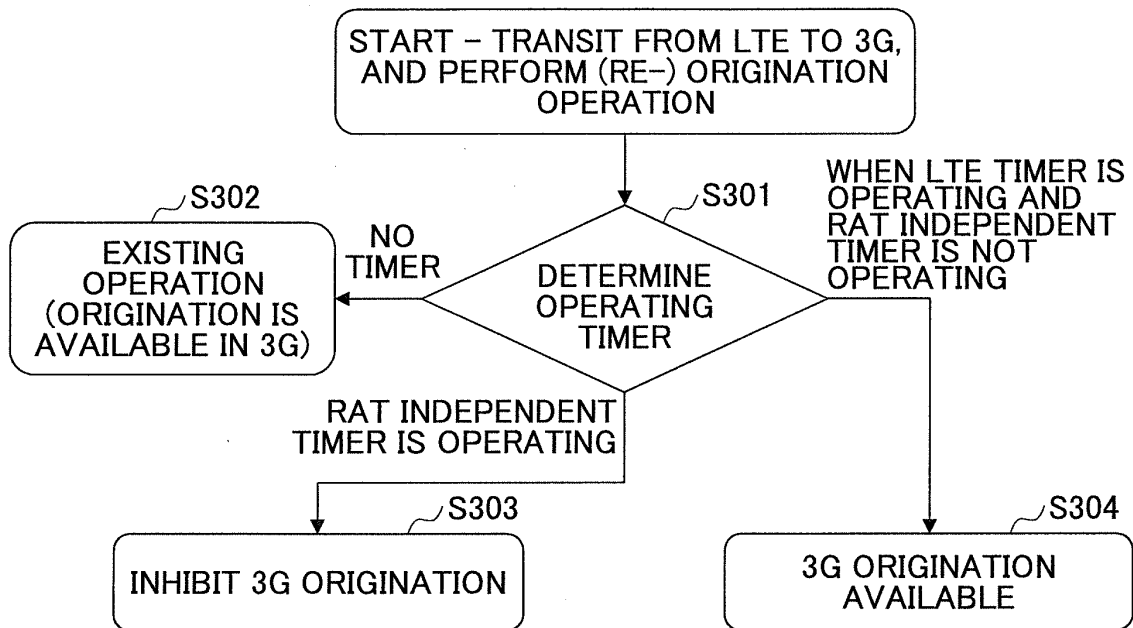 START – TRANSIT FROM LTE TO 3G,
AND PERFORM (RE-) ORIGINATION
OPERATION
S301
DETERMINE
OPERATING
TIMER
NO
TIMER
S302
EXISTING
OPERATION
(ORIGINATION IS
AVAILABLE IN 3G)
WHEN LTE TIMER IS
OPERATING AND
RAT INDEPENDENT
TIMER IS NOT
OPERATING
RAT INDEPENDENT
TIMER IS OPERATING
S303
INHIBIT 3G ORIGINATION
S304
3G ORIGINATION
AVAILABLE